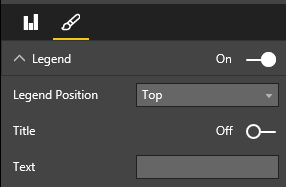 Legend On
Legend Position Top
Title Off
Text